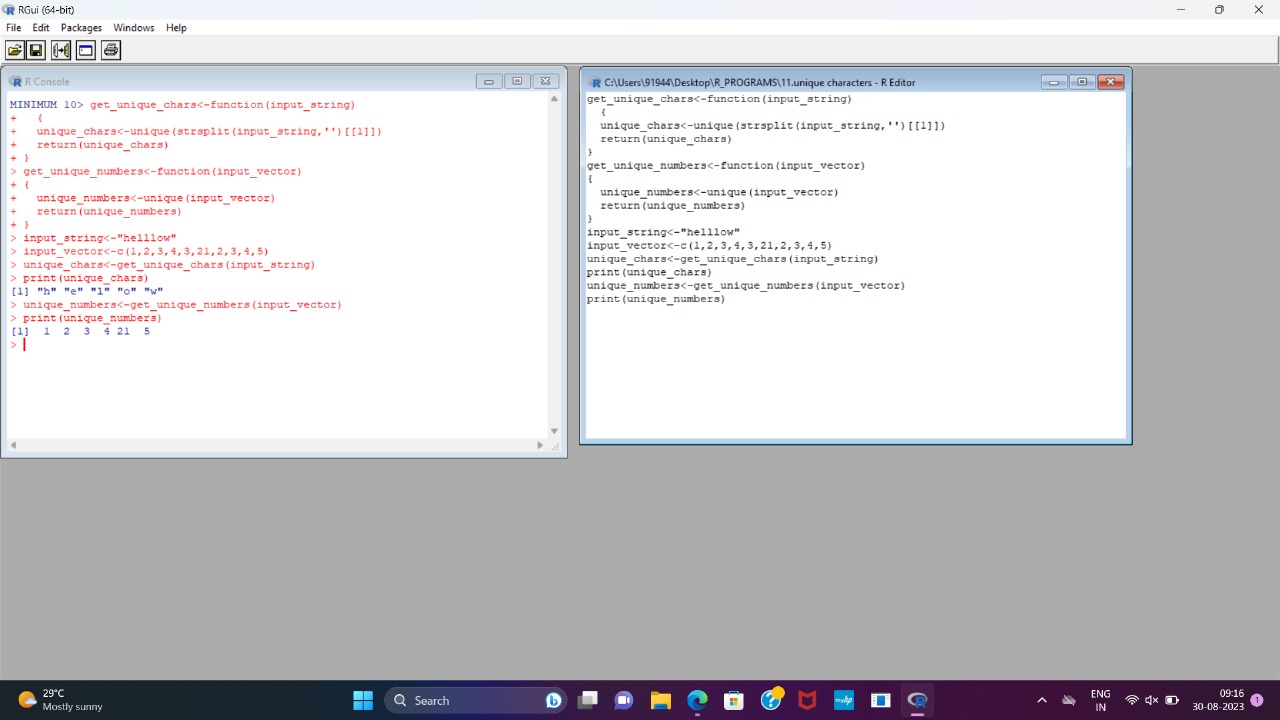 RGui (64-bit)
File Edit Packages Windows Help
R Console
MINIMUM 10> get_unique_chars<-function(input_string)
+   {
+   unique_chars<-unique(strsplit(input_string,'')[[1]])
+   return(unique_chars)
+ }
> get_unique_numbers<-function(input_vector)
+ {
+   unique_numbers<-unique(input_vector)
+   return(unique_numbers)
+ }
> input_string<-"helllow"
> input_vector<-c(1,2,3,4,3,21,2,3,4,5)
> unique_chars<-get_unique_chars(input_string)
> print(unique_chars)
[1] "h" "e" "l" "o" "w"
> unique_numbers<-get_unique_numbers(input_vector)
> print(unique_numbers)
[1]  1  2  3  4 21  5
>
C:\Users\91944\Desktop\R_PROGRAMS\11.unique characters - R Editor
get_unique_chars<-function(input_string)
  {
  unique_chars<-unique(strsplit(input_string,'')[[1]])
  return(unique_chars)
}
get_unique_numbers<-function(input_vector)
{
  unique_numbers<-unique(input_vector)
  return(unique_numbers)
}
input_string<-"helllow"
input_vector<-c(1,2,3,4,3,21,2,3,4,5)
unique_chars<-get_unique_chars(input_string)
print(unique_chars)
unique_numbers<-get_unique_numbers(input_vector)
print(unique_numbers)
29°C
Mostly sunny
Search
myhp
ENG
IN
09:16
30-08-2023
1